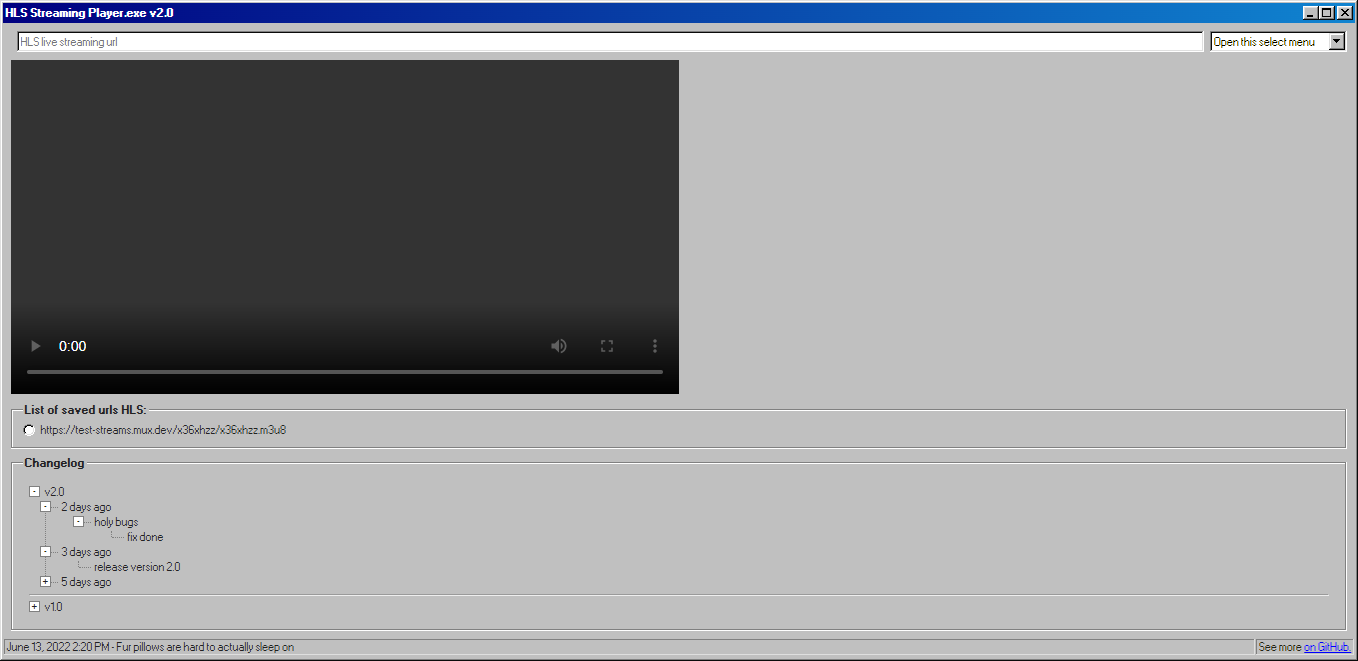 HLS Streaming Player.exe v2.0
HLS live streaming url
Open this select menu
0:00
List of saved urls HLS:
https://test-streams.mux.dev/x36xhzz/x36xhzz.m3u8
Changelog
v2.0
2 days ago
holy bugs
fix done
3 days ago
release version 2.0
5 days ago
v1.0
June 13, 2022 2:20 PM - Fur pillows are hard to actually sleep on
See more on GitHub.